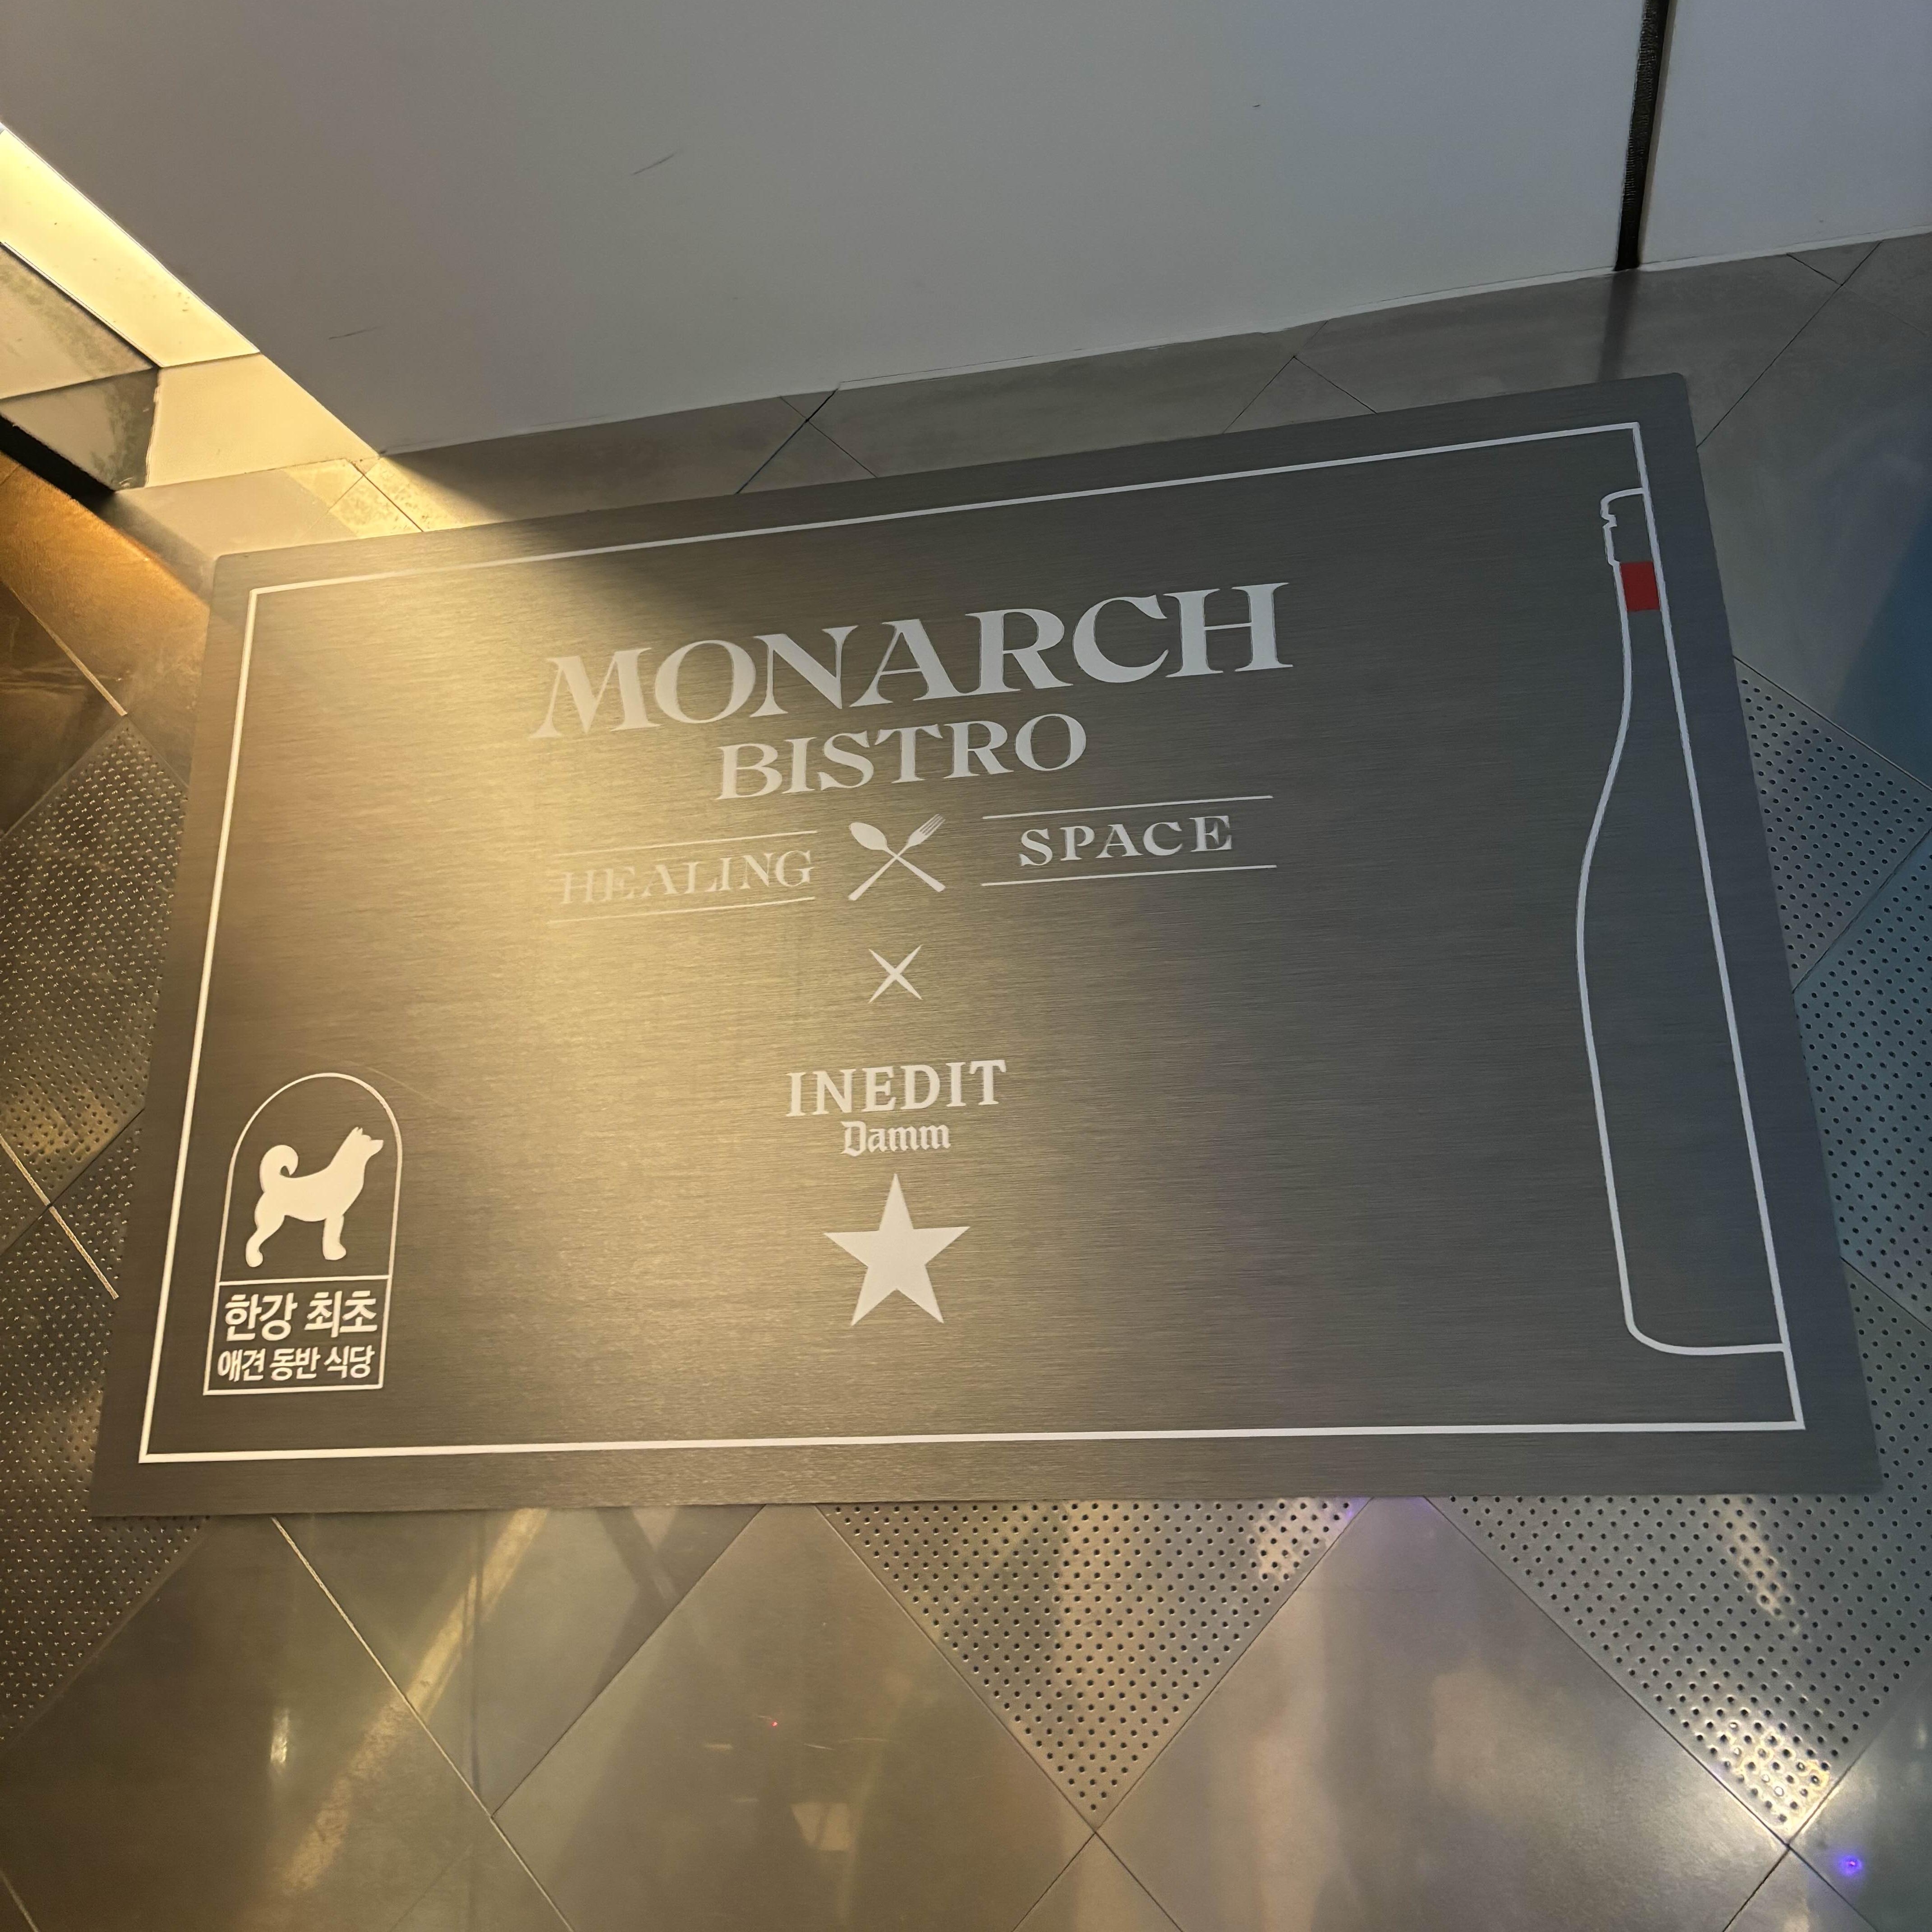 MONARCH
BISTRO
HEALING SPACE
×
INEDIT
Damm
한강 최초
애견 동반 식당